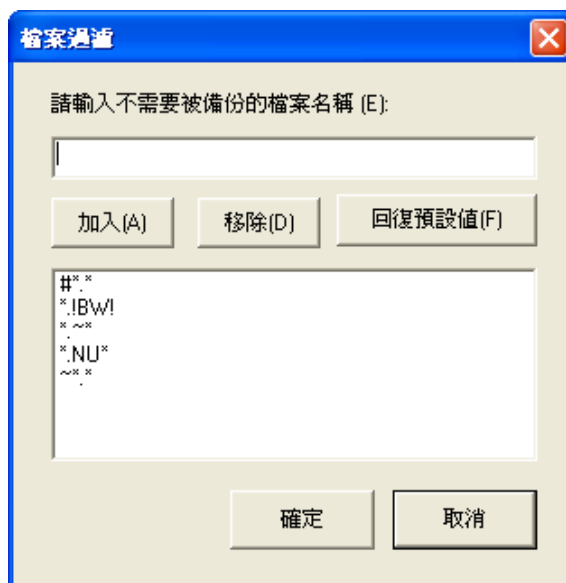 檔案過濾
請輸入不需要被備份的檔案名稱 (E):
加入(A) 移除(D) 回復預設值(F)
#*.*
*.!BW!
*.~*
*.NU*
~*.*
確定 取消